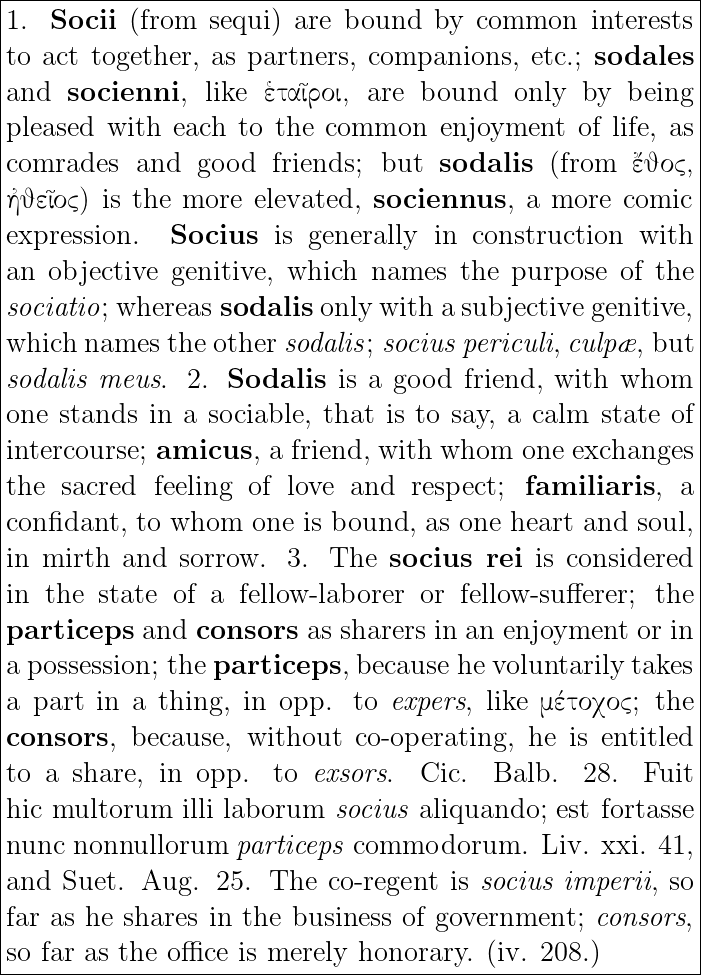 1. Socii (from sequi) are bound by common interests
to act together, as partners, companions, etc.; sodales
and socienni, like ἑταῖροι, are bound only by being
pleased with each to the common enjoyment of life, as
comrades and good friends; but sodalis (from ἔθος,
ἠθεῖος) is the more elevated, sociennus, a more comic
expression. Socius is generally in construction with
an objective genitive, which names the purpose of the
sociatio; whereas sodalis only with a subjective genitive,
which names the other sodalis; socius periculi, culpæ, but
sodalis meus. 2. Sodalis is a good friend, with whom
one stands in a sociable, that is to say, a calm state of
intercourse; amicus, a friend, with whom one exchanges
the sacred feeling of love and respect; familiaris, a
confidant, to whom one is bound, as one heart and soul,
in mirth and sorrow. 3. The socius rei is considered
in the state of a fellow-laborer or fellow-sufferer; the
particeps and consors as sharers in an enjoyment or in
a possession; the particeps, because he voluntarily takes
a part in a thing, in opp. to expers, like μέτοχος; the
consors, because, without co-operating, he is entitled
to a share, in opp. to exsors. Cic. Balb. 28. Fuit
hic multorum illi laborum socius aliquando; est fortasse
nunc nonnullorum particeps commodorum. Liv. xxi. 41,
and Suet. Aug. 25. The co-regent is socius imperii, so
far as he shares in the business of government; consors,
so far as the office is merely honorary. (iv. 208.)